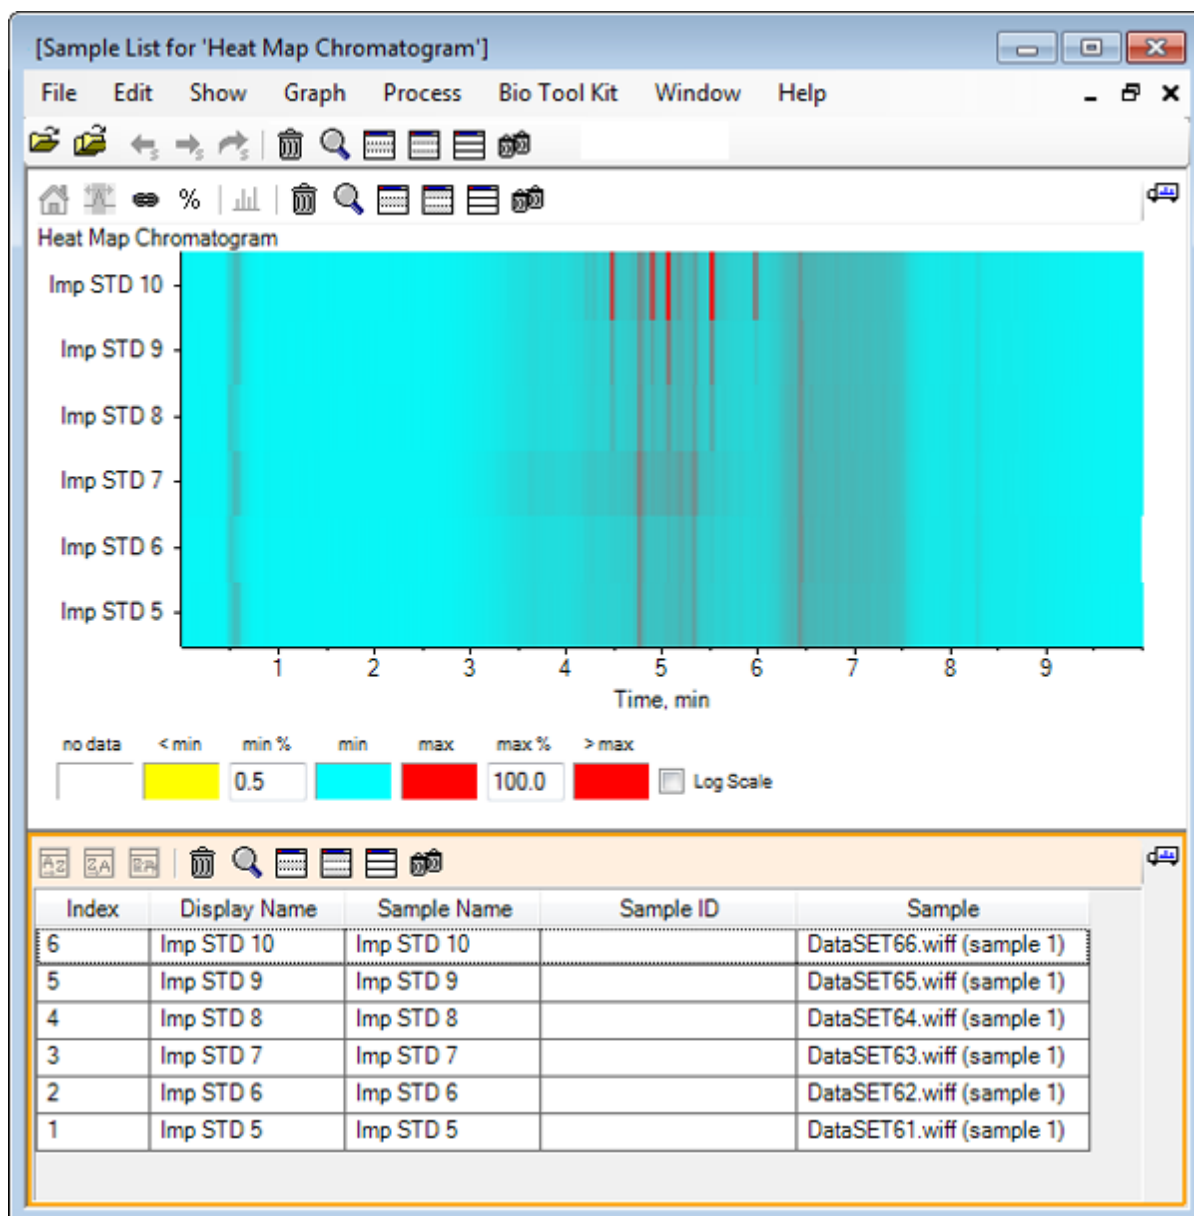 [Sample List for 'Heat Map Chromatogram']
File Edit Show Graph Process Bio Tool Kit Window Help
%
Heat Map Chromatogram
Imp STD 10
Imp STD 9
Imp STD 8
Imp STD 7
Imp STD 6
Imp STD 5
1 2 3 4 5 6 7 8 9
Time, min
no data < min min % min max max % > max
0.5 100.0 Log Scale
Index Display Name Sample Name Sample ID Sample
6 Imp STD 10 Imp STD 10 DataSET66.wiff (sample 1)
5 Imp STD 9 Imp STD 9 DataSET65.wiff (sample 1)
4 Imp STD 8 Imp STD 8 DataSET64.wiff (sample 1)
3 Imp STD 7 Imp STD 7 DataSET63.wiff (sample 1)
2 Imp STD 6 Imp STD 6 DataSET62.wiff (sample 1)
1 Imp STD 5 Imp STD 5 DataSET61.wiff (sample 1)